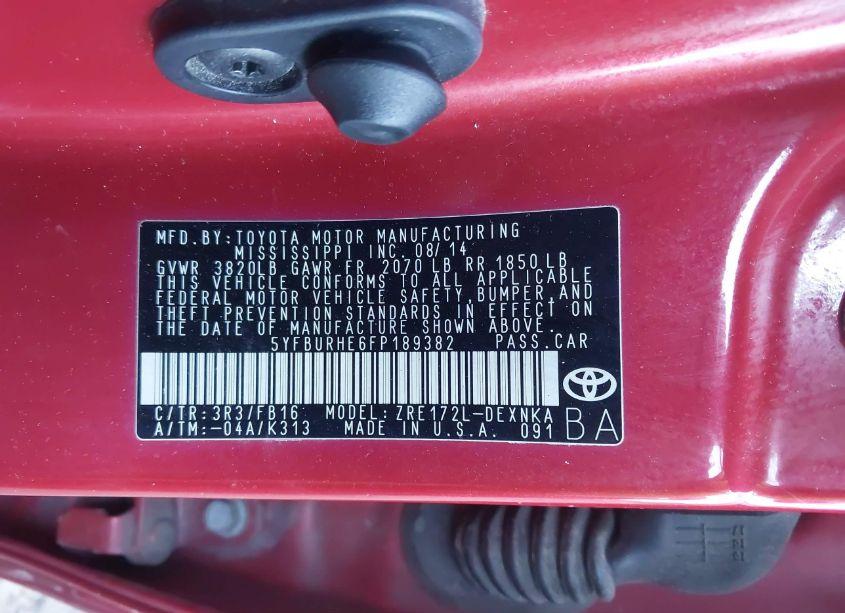 MFD.BY:TOYOTA MOTOR MANUFACTURING
MISSISSIPPI INC. 08/14
GVWR 3820LB GAWR FR 2070 LB RR 1850 LB
THIS VEHICLE CONFORMS TO ALL APPLICABLE
FEDERAL MOTOR VEHICLE SAFETY,BUMPER,AND
THEFT PREVENTION STANDARDS IN EFFECT ON
THE DATE OF MANUFACTURE SHOWN ABOVE.
5YFBURHE6FP189382 PASS.CAR
C/TR:3R3/FB16 MODEL: ZRE172L-DEXNKA
A/TM:-04A/K313 MADE IN U.S.A. 091 BA